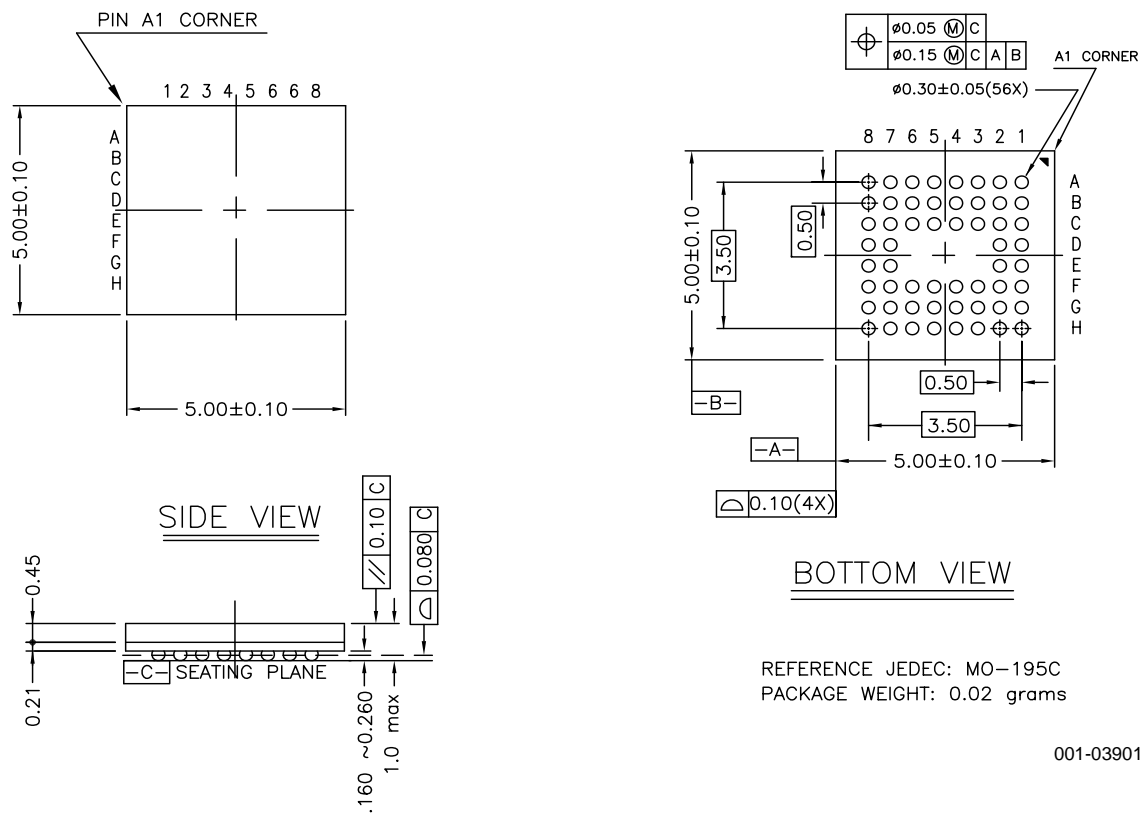 PIN A1 CORNER
1 2 3 4 5 6 6 8
A
B
C
D
E
F
G
H
5.00±0.10
5.00±0.10
SIDE VIEW
0.45
0.21
// 0.10 C
0.080 C
-C- SEATING PLANE
.160 ~0.260
1.0 max
ø0.05 Ⓜ C
ø0.15 Ⓜ C A B
A1 CORNER
ø0.30±0.05(56X)
8 7 6 5 4 3 2 1
A
B
C
D
E
F
G
H
5.00±0.10
3.50
0.50
0.50
3.50
5.00±0.10
-B-
-A-
0.10(4X)
BOTTOM VIEW
REFERENCE JEDEC: MO-195C
PACKAGE WEIGHT: 0.02 grams
001-03901